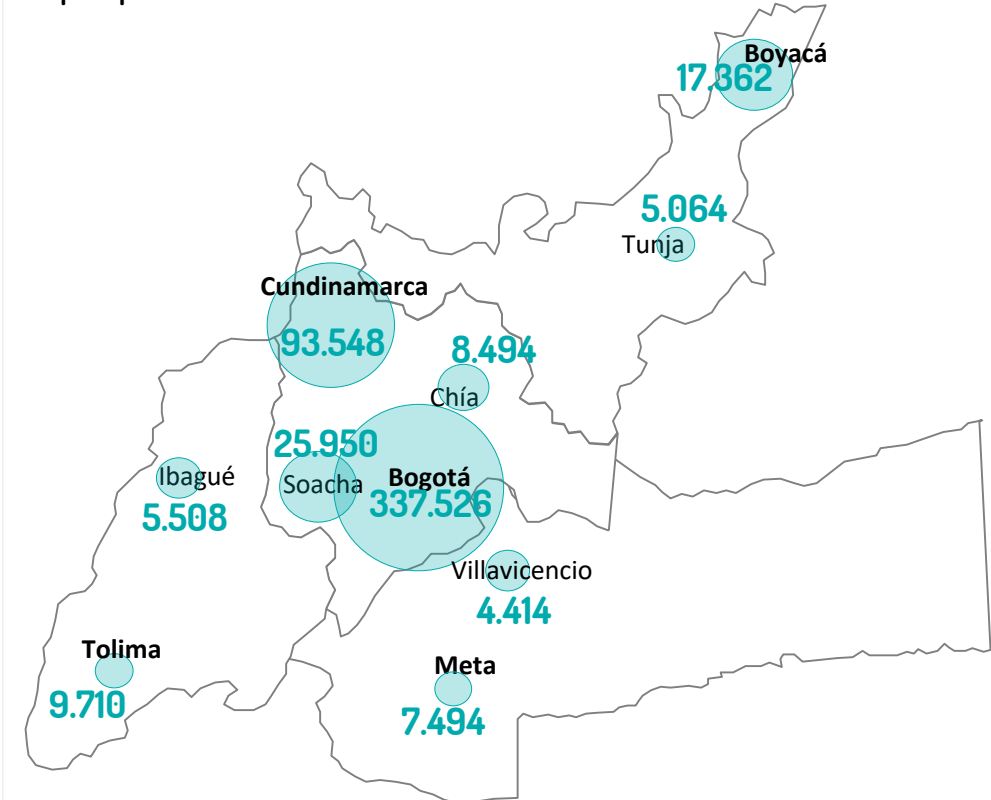 Boyacá
17.362
5.064
Tunja
Cundinamarca
93.548
8.494
Chía
25.950
Soacha
Bogotá
337.526
Ibagué
5.508
Villavicencio
4.414
Tolima
9.710
Meta
7.494